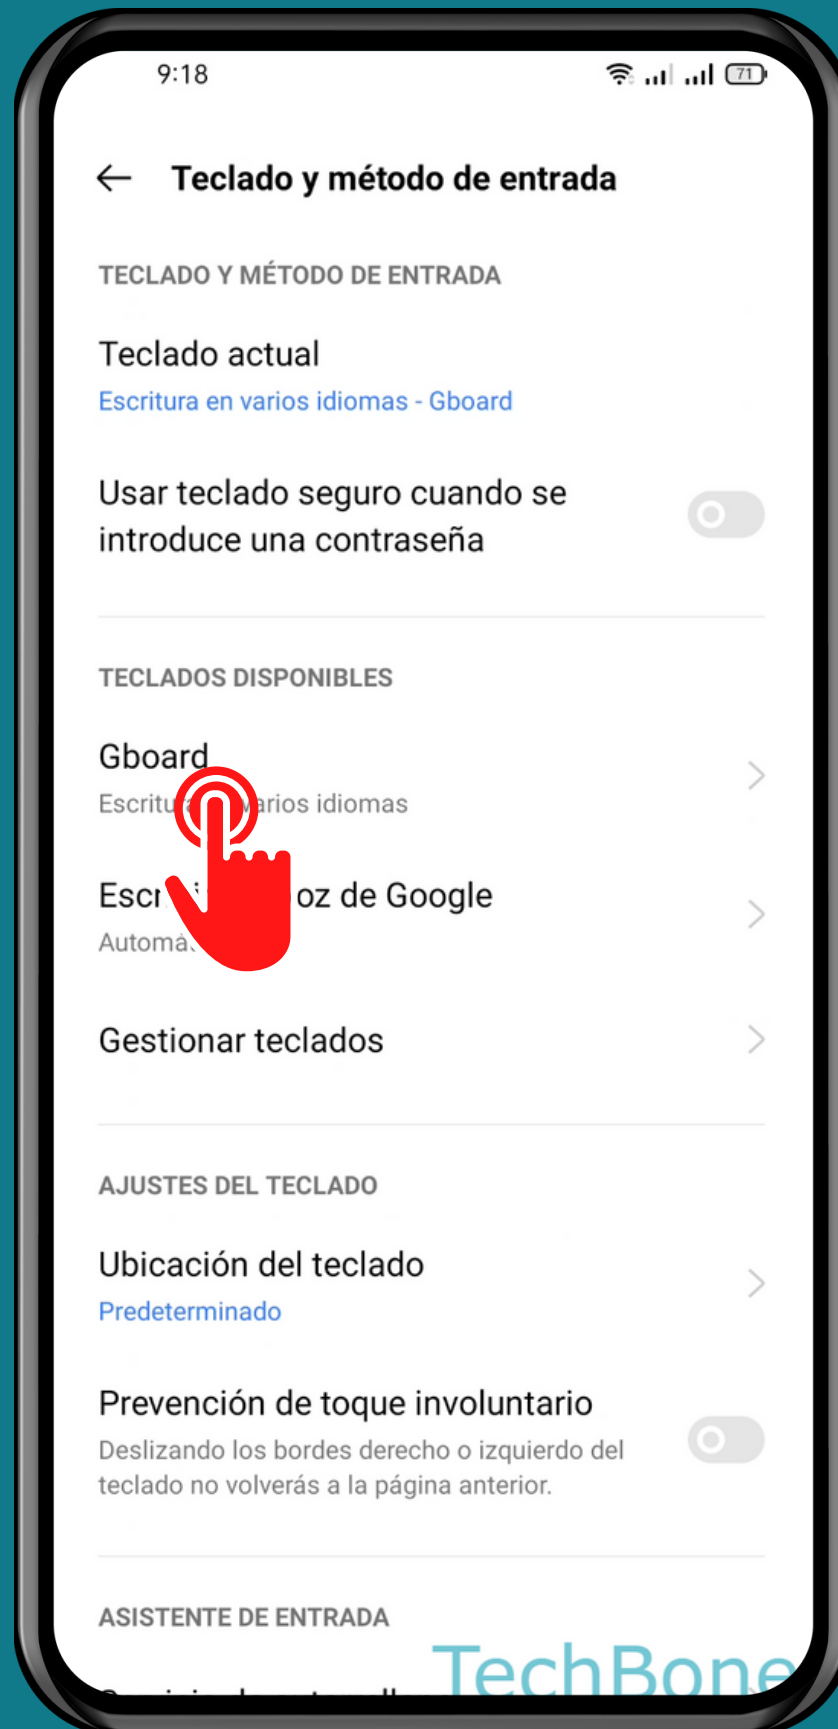 9:18
71
Teclado y método de entrada
TECLADO Y MÉTODO DE ENTRADA
Teclado actual
Escritura en varios idiomas - Gboard
Usar teclado seguro cuando se
introduce una contraseña
TECLADOS DISPONIBLES
Gboard
varios idiomas
de Google
Gestionar teclados
AJUSTES DEL TECLADO
Ubicación del teclado
Predeterminado
Prevención de toque involuntario
Deslizando los bordes derecho o izquierdo del
teclado no volverás a la página anterior.
ASISTENTE DE ENTRADA
TechBone